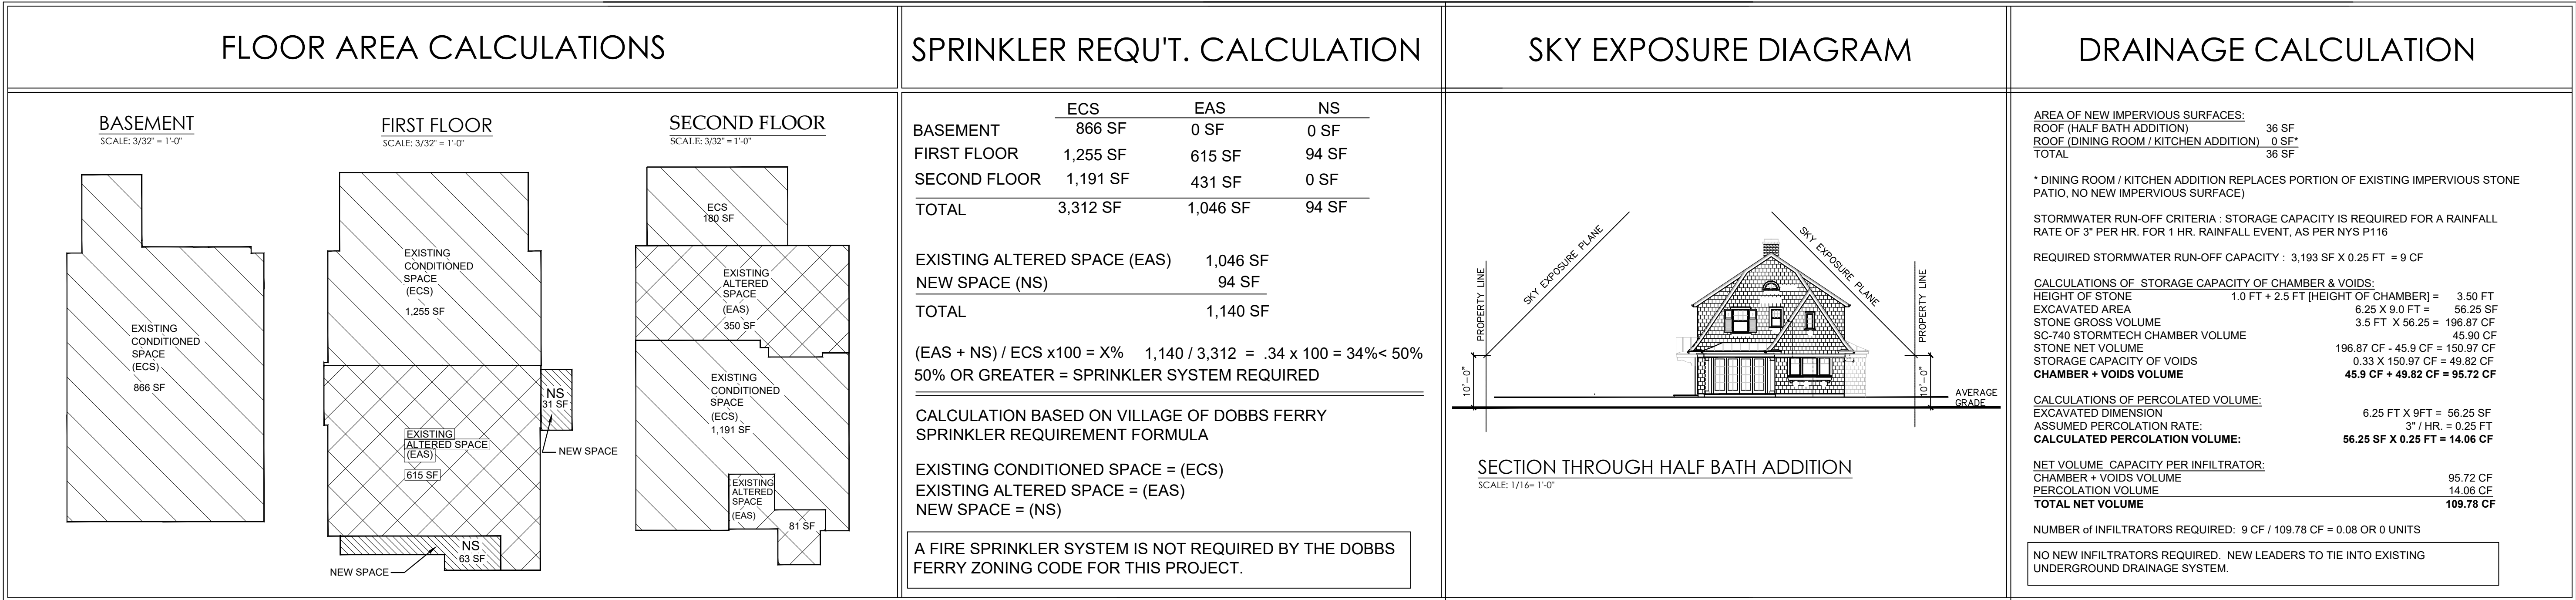 FLOOR AREA CALCULATIONS
BASEMENT
SCALE: 3/32" = 1'-0"
EXISTING
CONDITIONED
SPACE
(ECS)
866 SF
FIRST FLOOR
SCALE: 3/32" = 1'-0"
EXISTING
CONDITIONED
SPACE
(ECS)
1,255 SF
EXISTING
ALTERED SPACE
(EAS)
615 SF
NS
31 SF
NEW SPACE
NS
63 SF
NEW SPACE
SECOND FLOOR
SCALE: 3/32" = 1'-0"
ECS
180 SF
EXISTING
ALTERED
SPACE
(EAS)
350 SF
EXISTING
CONDITIONED
SPACE
(ECS)
1,191 SF
EXISTING
ALTERED
SPACE
(EAS)
81 SF
SPRINKLER REQU'T. CALCULATION
ECS EAS NS
BASEMENT 866 SF 0 SF 0 SF
FIRST FLOOR 1,255 SF 615 SF 94 SF
SECOND FLOOR 1,191 SF 431 SF 0 SF
TOTAL 3,312 SF 1,046 SF 94 SF
EXISTING ALTERED SPACE (EAS) 1,046 SF
NEW SPACE (NS) 94 SF
TOTAL 1,140 SF
(EAS + NS) / ECS x100 = X% 1,140 / 3,312 = .34 x 100 = 34%< 50%
50% OR GREATER = SPRINKLER SYSTEM REQUIRED
CALCULATION BASED ON VILLAGE OF DOBBS FERRY
SPRINKLER REQUIREMENT FORMULA
EXISTING CONDITIONED SPACE = (ECS)
EXISTING ALTERED SPACE = (EAS)
NEW SPACE = (NS)
A FIRE SPRINKLER SYSTEM IS NOT REQUIRED BY THE DOBBS
FERRY ZONING CODE FOR THIS PROJECT.
SKY EXPOSURE DIAGRAM
PROPERTY LINE
SKY EXPOSURE PLANE
SKY EXPOSURE PLANE
PROPERTY LINE
10'-0"
10'-0"
AVERAGE
GRADE
SECTION THROUGH HALF BATH ADDITION
SCALE: 1/16= 1'-0"
DRAINAGE CALCULATION
AREA OF NEW IMPERVIOUS SURFACES:
ROOF (HALF BATH ADDITION) 36 SF
ROOF (DINING ROOM / KITCHEN ADDITION) 0 SF*
TOTAL 36 SF
* DINING ROOM / KITCHEN ADDITION REPLACES PORTION OF EXISTING IMPERVIOUS STONE
PATIO, NO NEW IMPERVIOUS SURFACE)
STORMWATER RUN-OFF CRITERIA : STORAGE CAPACITY IS REQUIRED FOR A RAINFALL
RATE OF 3" PER HR. FOR 1 HR. RAINFALL EVENT, AS PER NYS P116
REQUIRED STORMWATER RUN-OFF CAPACITY : 3,193 SF X 0.25 FT = 9 CF
CALCULATIONS OF STORAGE CAPACITY OF CHAMBER & VOIDS:
HEIGHT OF STONE 1.0 FT + 2.5 FT [HEIGHT OF CHAMBER] = 3.50 FT
EXCAVATED AREA 6.25 X 9.0 FT = 56.25 SF
STONE GROSS VOLUME 3.5 FT X 56.25 = 196.87 CF
SC-740 STORMTECH CHAMBER VOLUME 45.90 CF
STONE NET VOLUME 196.87 CF - 45.9 CF = 150.97 CF
STORAGE CAPACITY OF VOIDS 0.33 X 150.97 CF = 49.82 CF
CHAMBER + VOIDS VOLUME 45.9 CF + 49.82 CF = 95.72 CF
CALCULATIONS OF PERCOLATED VOLUME:
EXCAVATED DIMENSION 6.25 FT X 9FT = 56.25 SF
ASSUMED PERCOLATION RATE: 3" / HR. = 0.25 FT
CALCULATED PERCOLATION VOLUME: 56.25 SF X 0.25 FT = 14.06 CF
NET VOLUME CAPACITY PER INFILTRATOR:
CHAMBER + VOIDS VOLUME 95.72 CF
PERCOLATION VOLUME 14.06 CF
TOTAL NET VOLUME 109.78 CF
NUMBER of INFILTRATORS REQUIRED: 9 CF / 109.78 CF = 0.08 OR 0 UNITS
NO NEW INFILTRATORS REQUIRED. NEW LEADERS TO TIE INTO EXISTING
UNDERGROUND DRAINAGE SYSTEM.